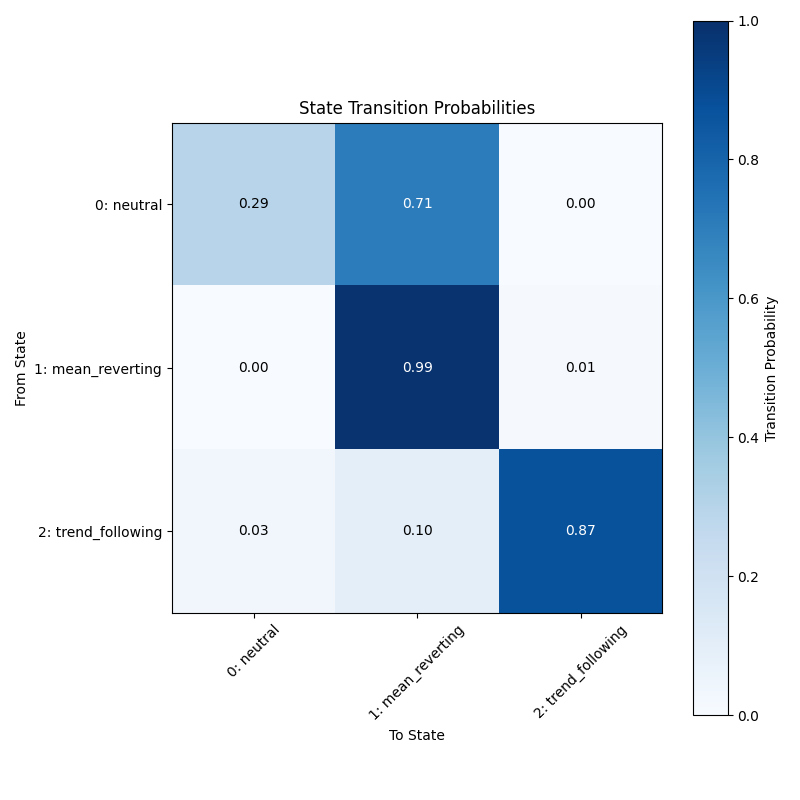 State Transition Probabilities
1.0
0.8
0.6
0.4
0.2
0.0
Transition Probability
From State
0: neutral
0.29
0.71
0.00
1: mean_reverting
0.00
0.99
0.01
2: trend_following
0.03
0.10
0.87
0: neutral
1: mean_reverting
2: trend_following
To State